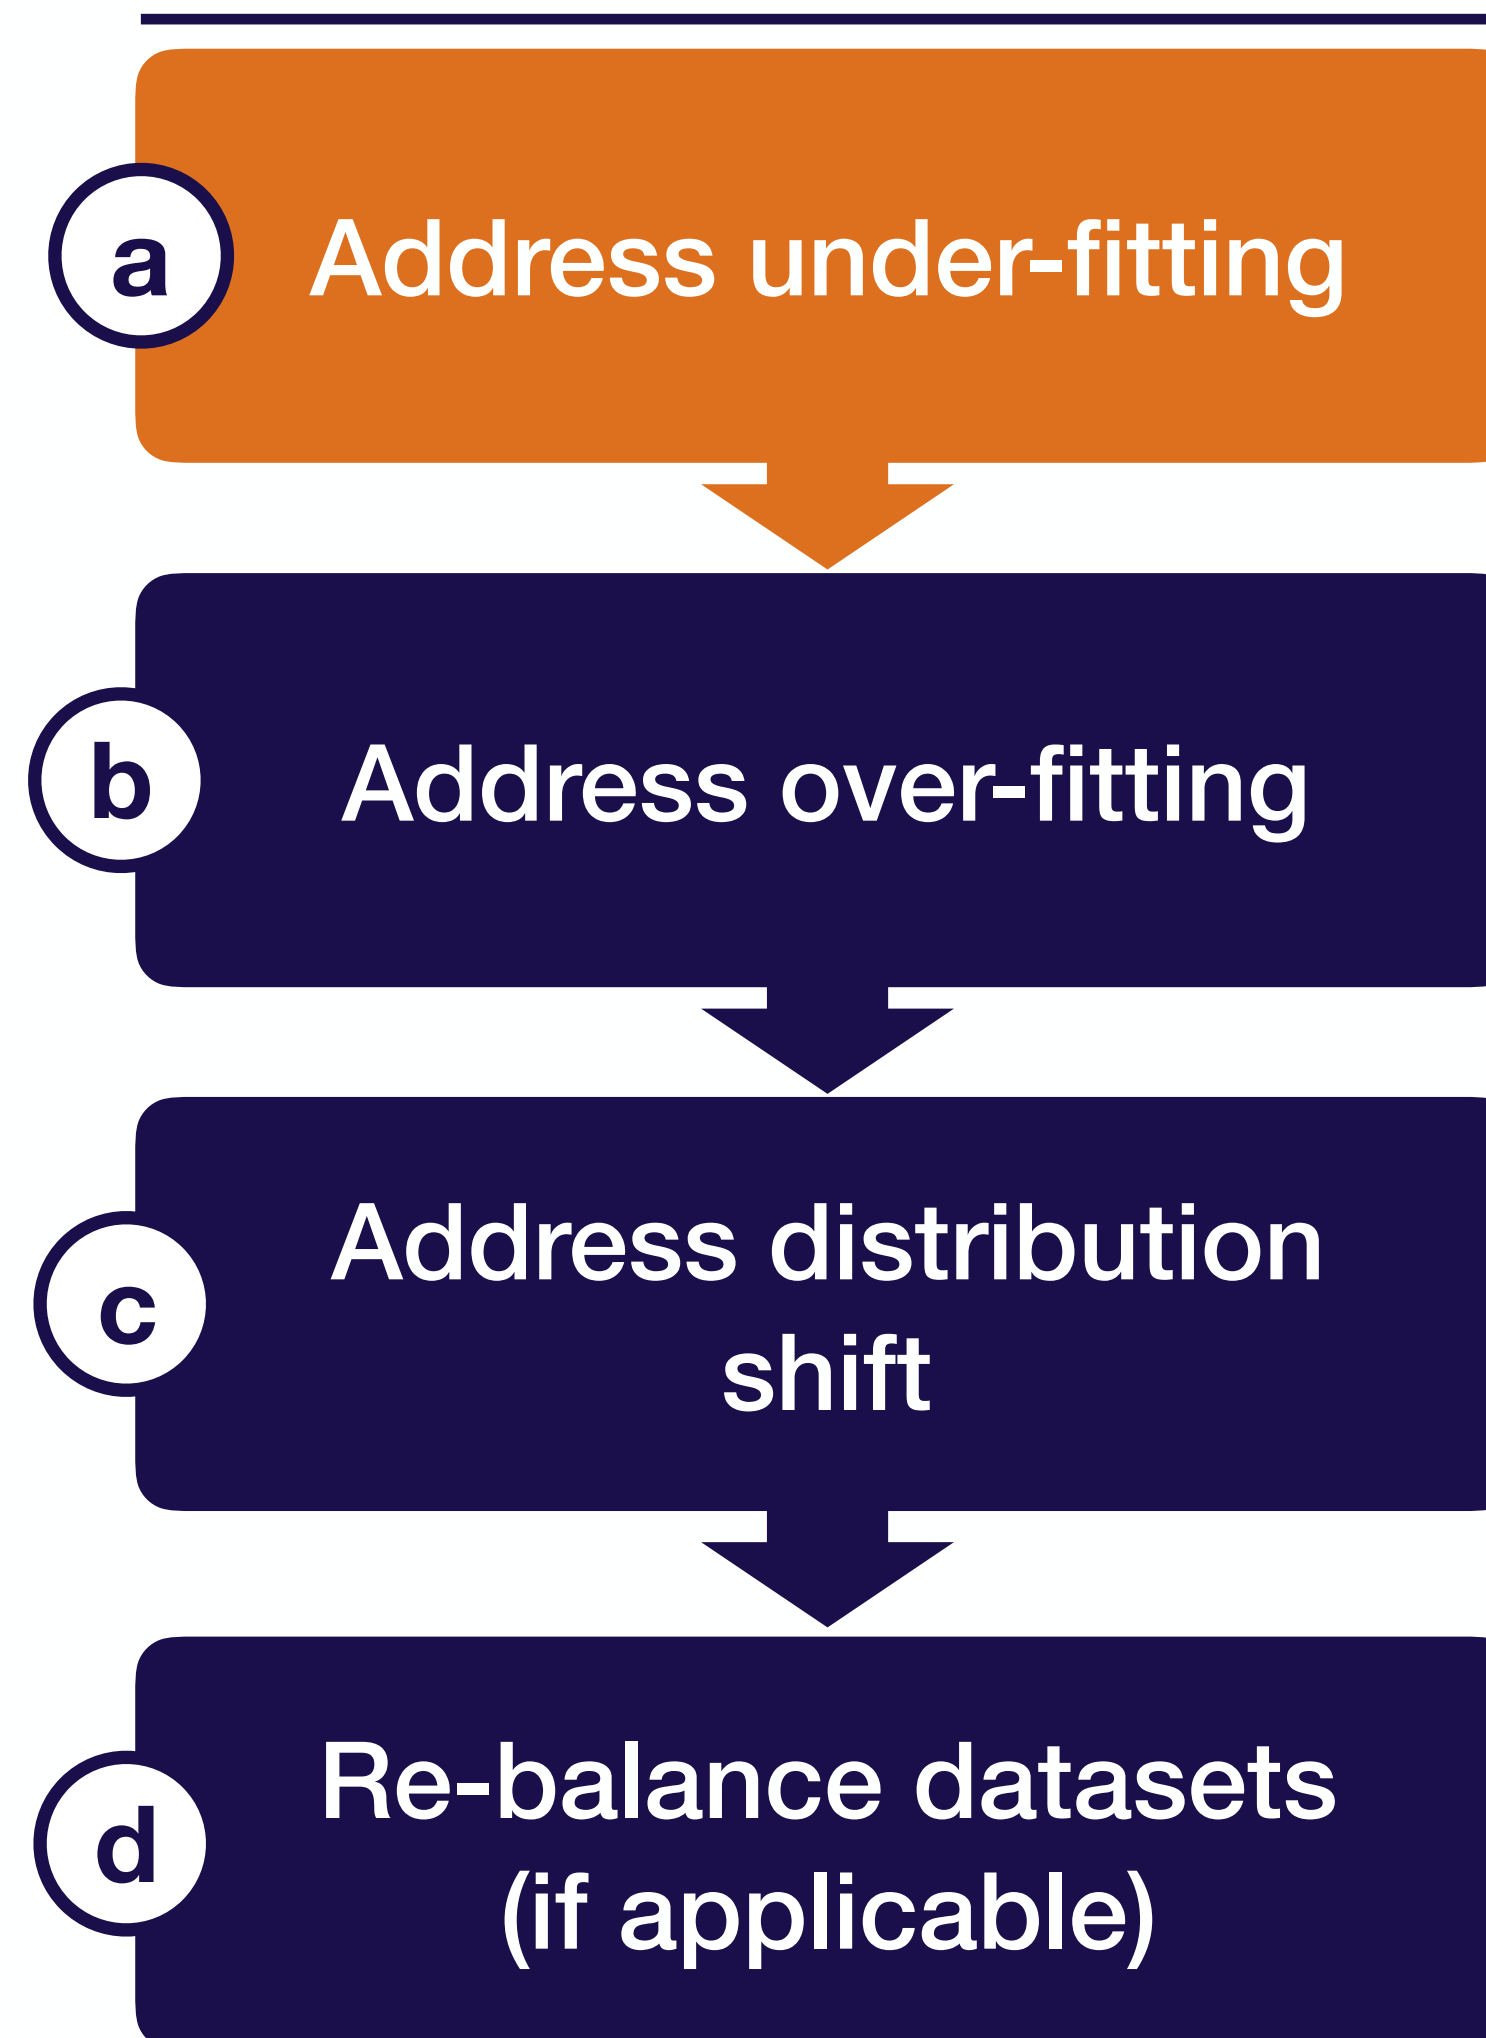 a
Address under-fitting
b
Address over-fitting
c
Address distribution
shift
d
Re-balance datasets
(if applicable)